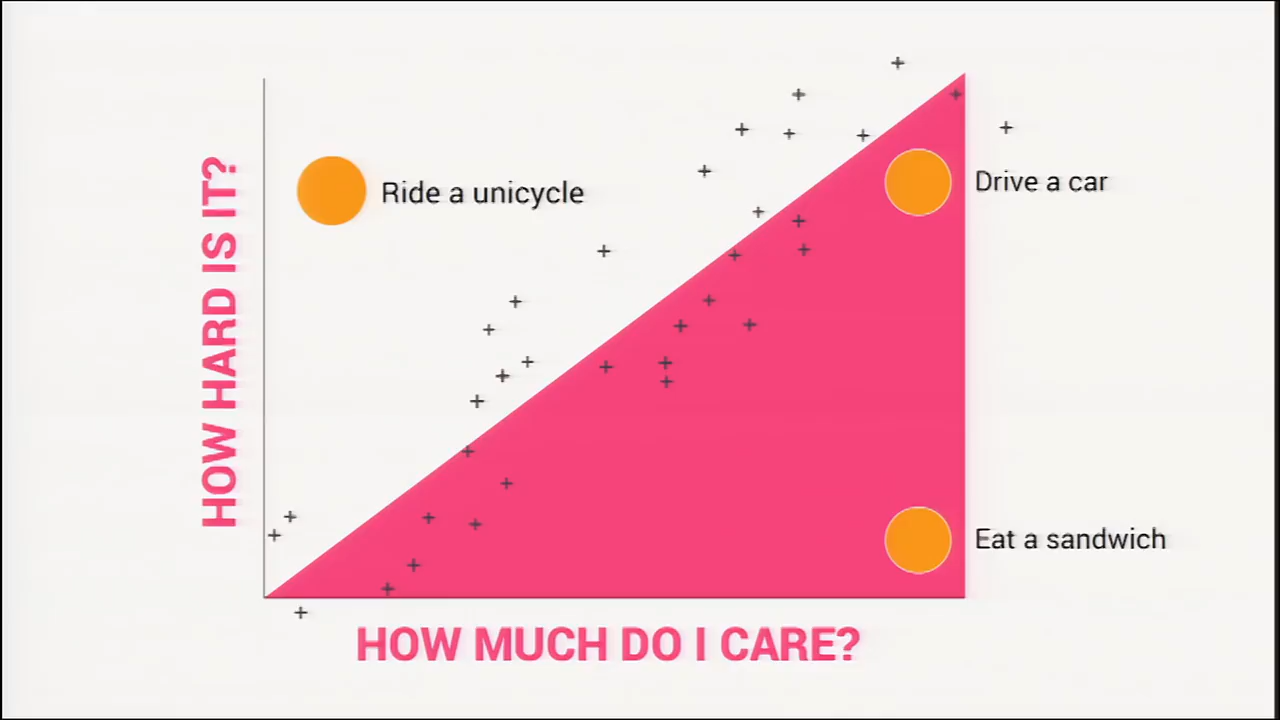 HOW HARD IS IT?
Ride a unicycle
Drive a car
Eat a sandwich
HOW MUCH DO I CARE?